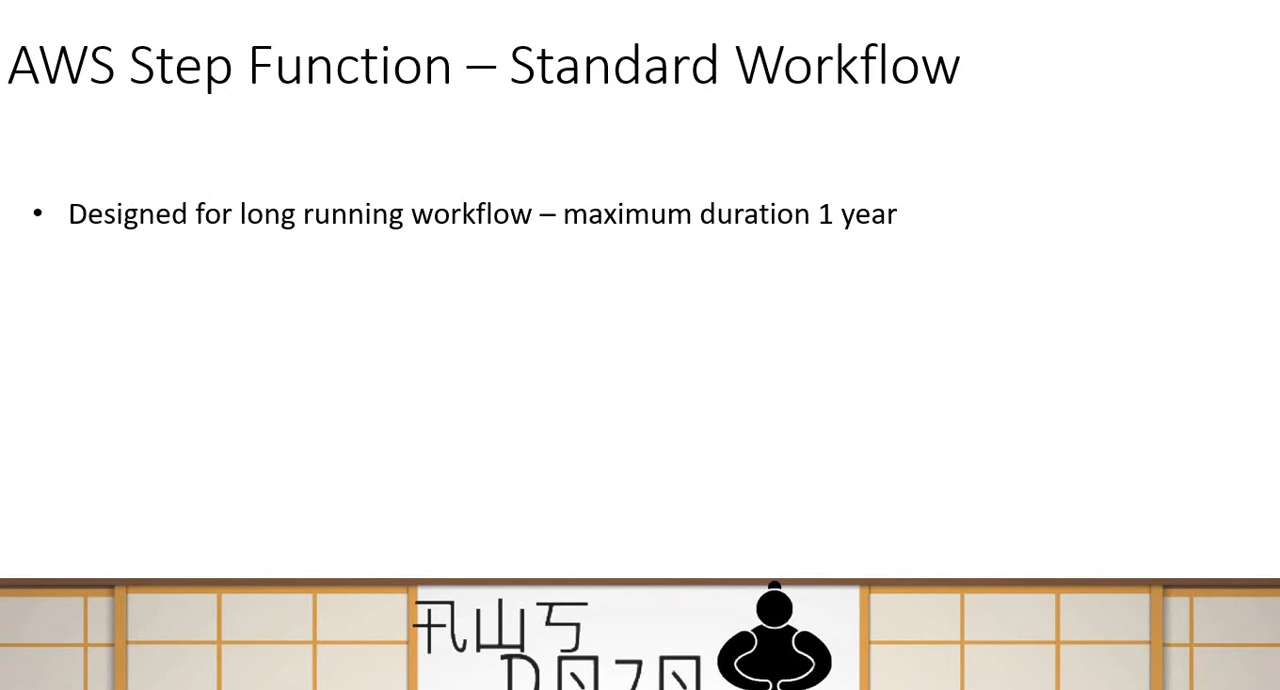 AWS Step Function – Standard Workflow
• Designed for long running workflow – maximum duration 1 year